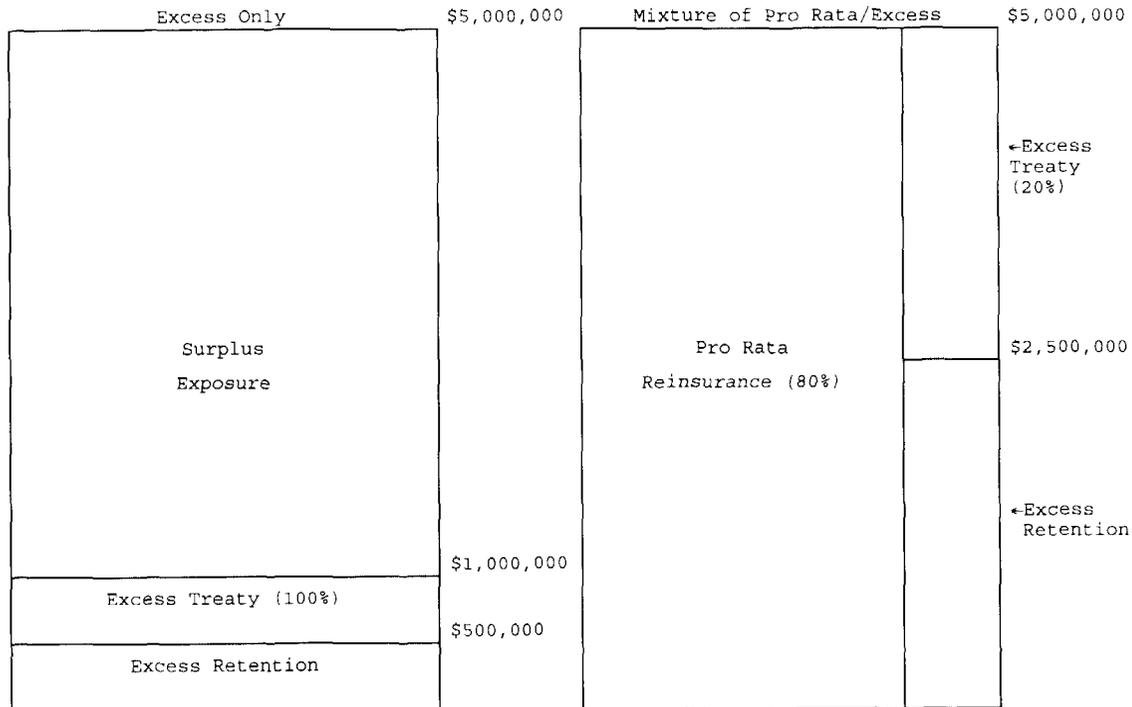 Excess Only
$5,000,000
Surplus
Exposure
$1,000,000
Excess Treaty (100%)
$500,000
Excess Retention
Mixture of Pro Rata/Excess
$5,000,000
←Excess
Treaty
(20%)
Pro Rata
Reinsurance (80%)
$2,500,000
←Excess
Retention